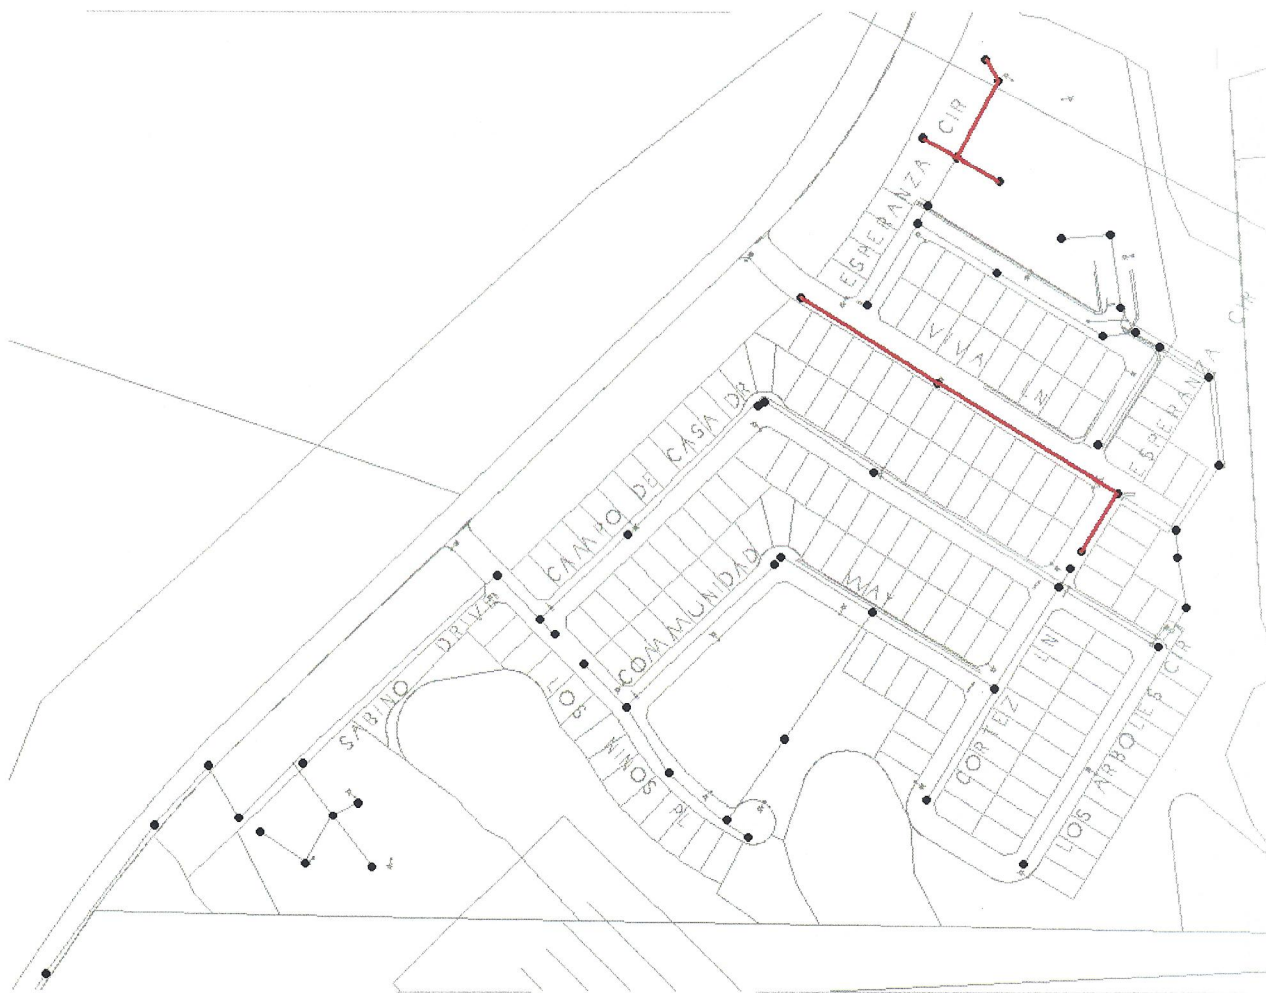 ESPERANZA CIR
VIVA LN
ESPERANZA CIR
CAMPO DE CASA DR
COMMUNIDAD WAY
SABINO DRIVE
LOS NINOS PL
CORTEZ LN
LOS ARBOLES CIR